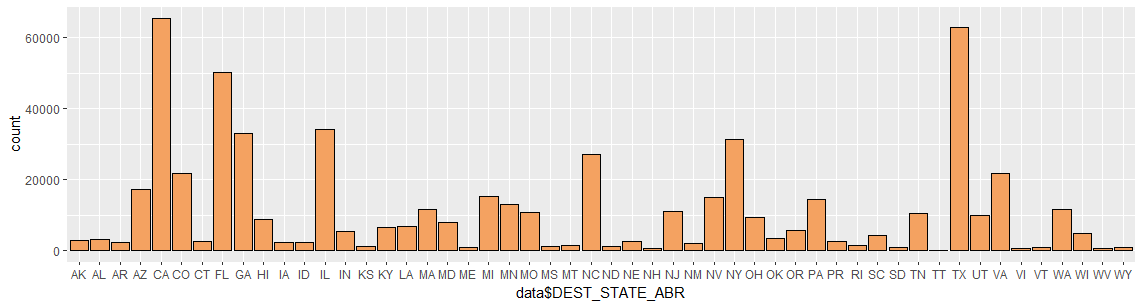 60000
40000
20000
0
count
AK AL AR AZ CA CO CT FL GA HI IA ID IL IN KS KY LA MA MD ME MI MN MO MS MT NC ND NE NH NJ NM NV NY OH OK OR PA PR RI SC SD TN TT TX UT VA VI VT WA WI WV WY
data$DEST_STATE_ABR